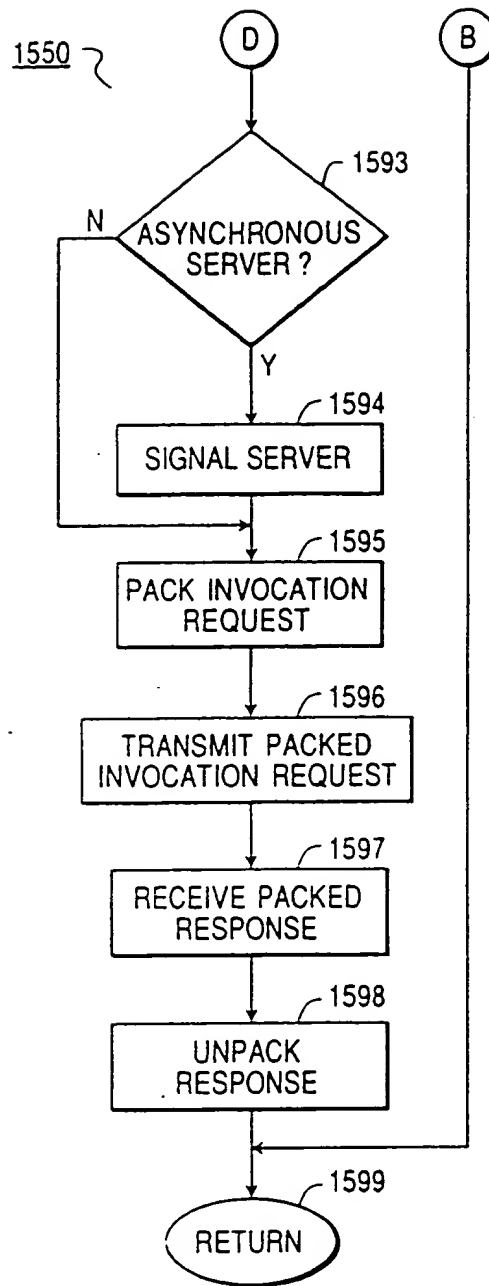 1550
D
B
1593
N
ASYNCHRONOUS
SERVER ?
Y
1594
SIGNAL SERVER
1595
PACK INVOCATION
REQUEST
1596
TRANSMIT PACKED
INVOCATION REQUEST
1597
RECEIVE PACKED
RESPONSE
1598
UNPACK
RESPONSE
1599
RETURN